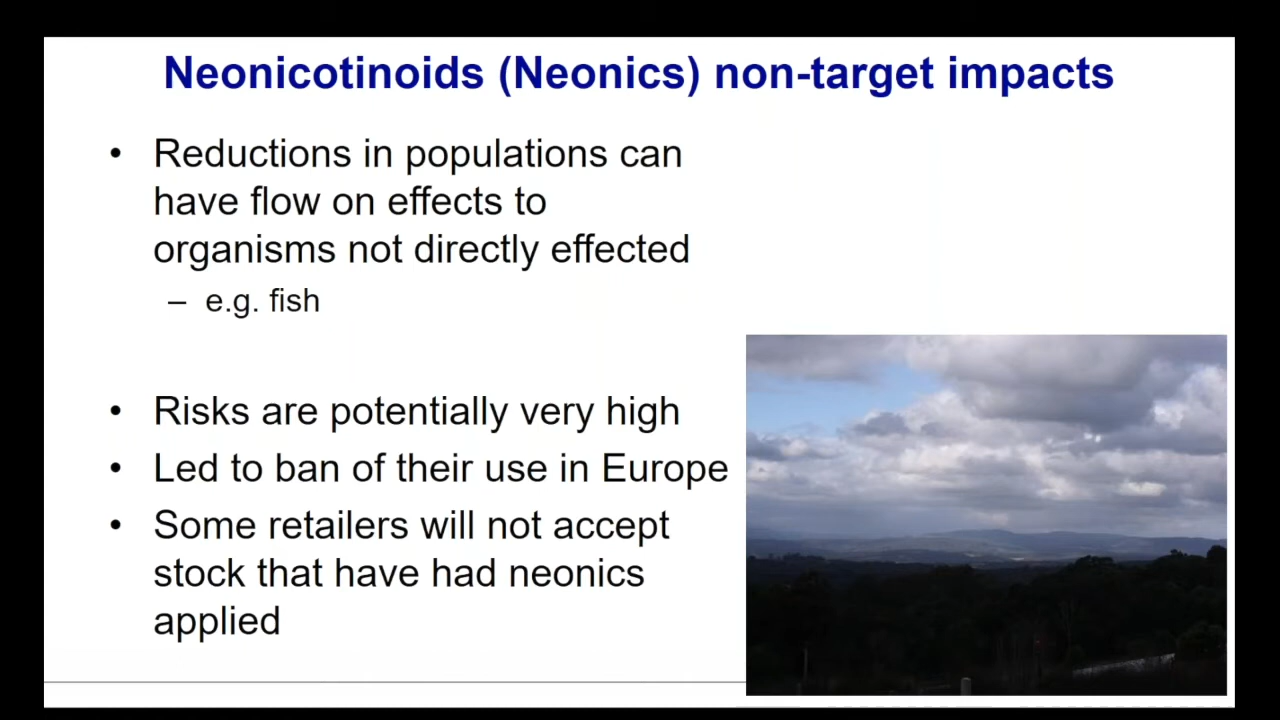 Neonicotinoids (Neonics) non-target impacts
• Reductions in populations can
have flow on effects to
organisms not directly effected
– e.g. fish
• Risks are potentially very high
• Led to ban of their use in Europe
• Some retailers will not accept
stock that have had neonics
applied